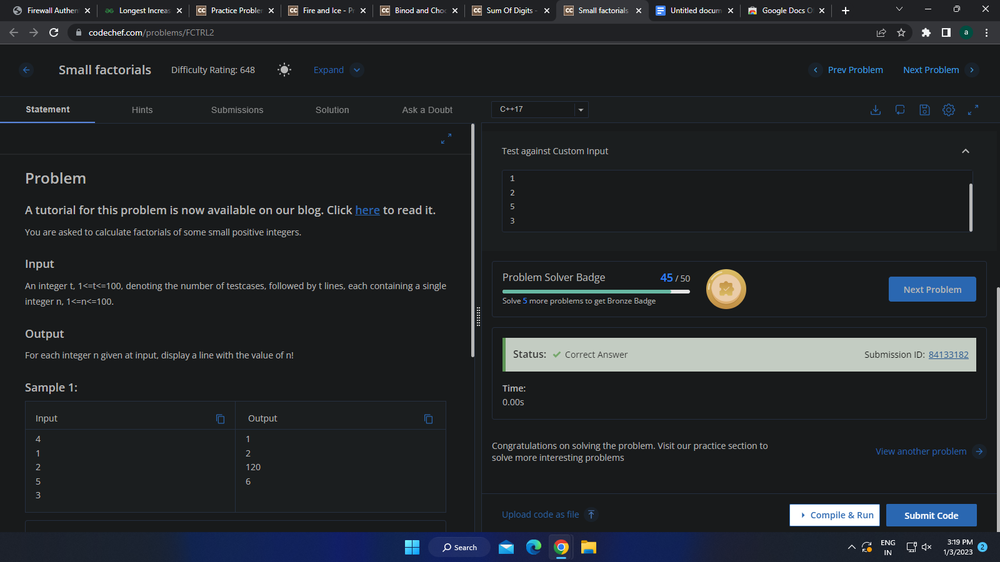 Firewall Authen
Longest Increas
Practice Probler
Fire and Ice - Pr
Binod and Choc
Sum Of Digits -
Small factorials
Untitled docum
Google Docs O
codechef.com/problems/FCTRL2
a
Small factorials
Difficulty Rating: 648
Expand
Prev Problem
Next Problem
Statement
Hints
Submissions
Solution
Ask a Doubt
C++17
Problem
A tutorial for this problem is now available on our blog. Click here to read it.
You are asked to calculate factorials of some small positive integers.
Input
An integer t, 1<=t<=100, denoting the number of testcases, followed by t lines, each containing a single
integer n, 1<=n<=100.
Output
For each integer n given at input, display a line with the value of n!
Sample 1:
Input
Output
4
1
2
5
3
1
2
120
6
Test against Custom Input
1
2
5
3
Problem Solver Badge
45 / 50
Solve 5 more problems to get Bronze Badge
Next Problem
Status: Correct Answer
Submission ID: 84133182
Time:
0.00s
Congratulations on solving the problem. Visit our practice section to
solve more interesting problems
View another problem
Upload code as file
Compile & Run
Submit Code
Search
ENG
IN
3:19 PM
1/3/2023
2